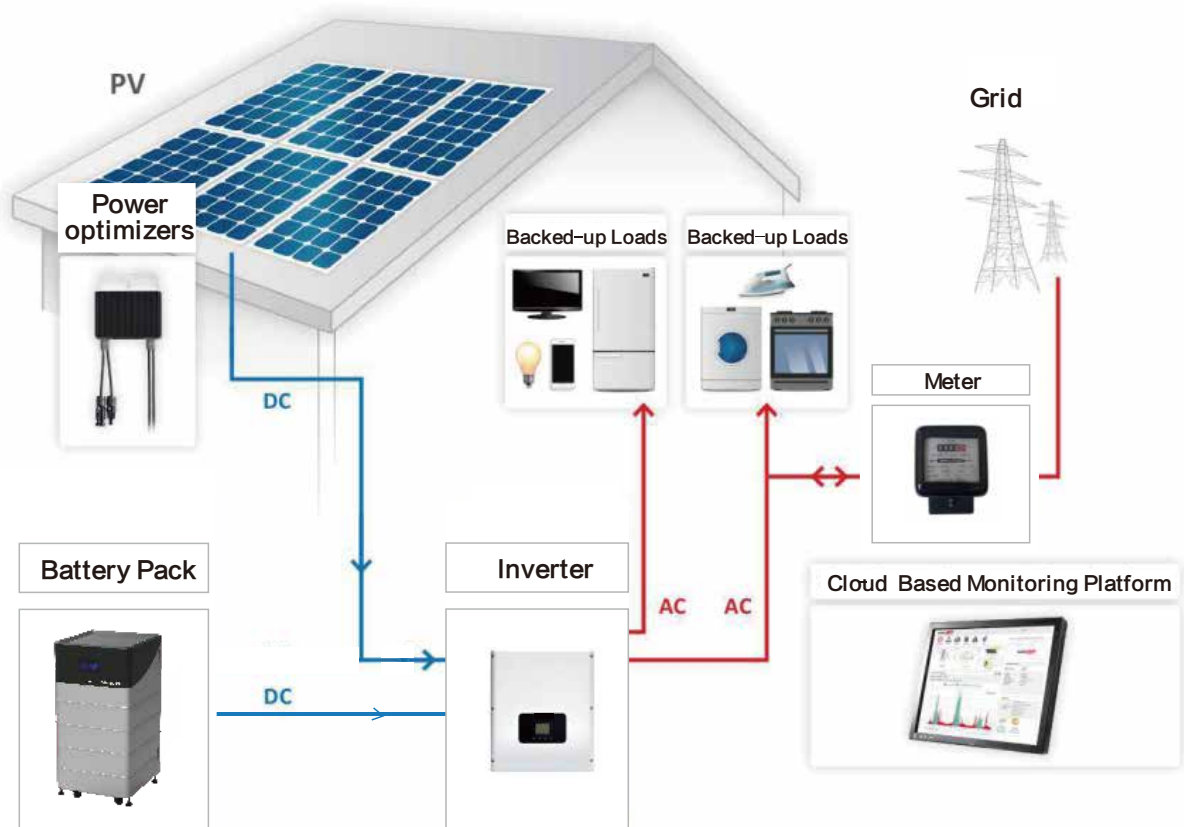 PV
Grid
Power
optimizers
Backed-up Loads
Backed-up Loads
DC
Meter
Battery Pack
Inverter
AC
AC
Cloud Based Monitoring Platform
DC